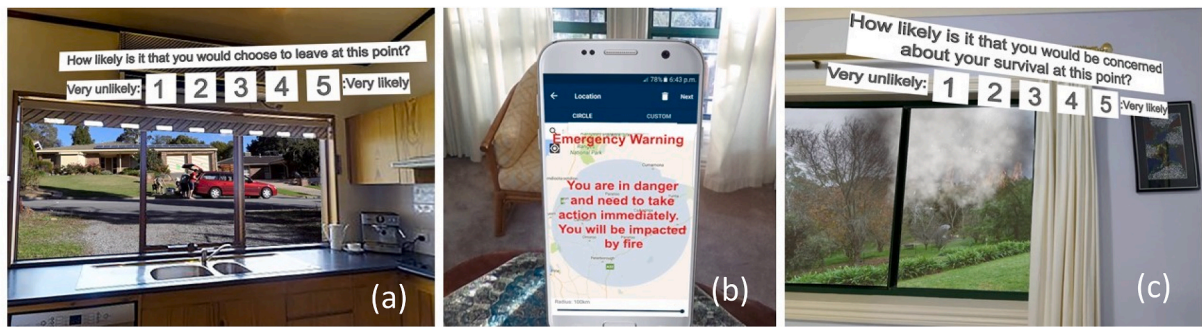 How likely is it that you would choose to leave at this point?
Very unlikely: 1 2 3 4 5 :Very likely
(a)
78% 6:43 p.m.
Location Next
CIRCLE CUSTOM
Emergency Warning
National Park
You are in danger
and need to take
action immediately.
You will be impacted
by fire
Radius: 100km
(b)
How likely is it that you would be concerned
about your survival at this point?
Very unlikely: 1 2 3 4 5 :Very likely
(c)